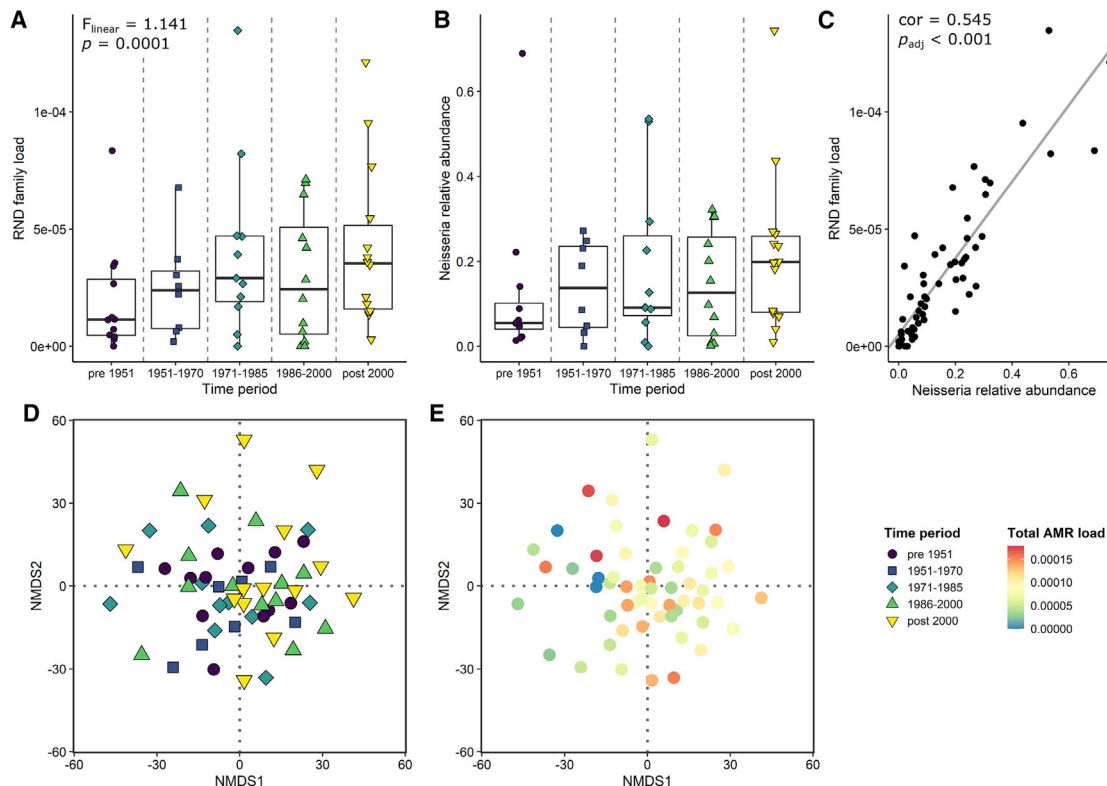 A
F linear = 1.141
p = 0.0001
RND family load
1e-04
5e-05
0e+00
pre 1951 1951-1970 1971-1985 1986-2000 post 2000
Time period
B
Neisseria relative abundance
0.6
0.4
0.2
0.0
pre 1951 1951-1970 1971-1985 1986-2000 post 2000
Time period
C
cor = 0.545
p adj < 0.001
RND family load
1e-04
5e-05
0e+00
0.0 0.2 0.4 0.6
Neisseria relative abundance
D
NMDS2
60
30
0
-30
-60
-60 -30 0 30 60
NMDS1
E
NMDS2
60
30
0
-30
-60
-60 -30 0 30 60
NMDS1
Time period
pre 1951
1951-1970
1971-1985
1986-2000
post 2000
Total AMR load
0.00015
0.00010
0.00005
0.00000